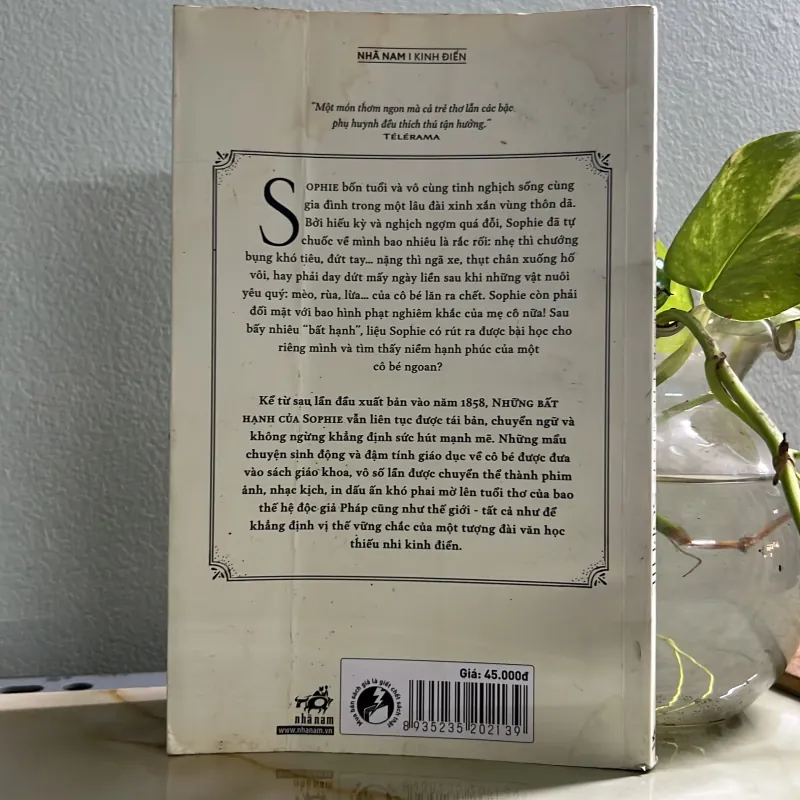 NHÃ NAM | KINH ĐIỂN
"Một món thơm ngon mà cả trẻ thơ lẫn các bậc
phụ huynh đều thích thú tận hưởng."
TÉLÉRAMA
SOPHIE bốn tuổi và vô cùng tinh nghịch sống cùng
gia đình trong một lâu đài xinh xắn vùng thôn dã.
Bởi hiếu kỳ và nghịch ngợm quá đỗi, Sophie đã tự
chuốc về mình bao nhiêu là rắc rối: nhẹ thì chướng
bụng khó tiêu, đứt tay... nặng thì ngã xe, thụt chân xuống hố
vôi, hay phải day dứt mấy ngày liền sau khi những vật nuôi
yêu quý: mèo, rùa, lừa... của cô bé lăn ra chết. Sophie còn phải
đối mặt với bao hình phạt nghiêm khắc của mẹ cô nữa! Sau
bấy nhiêu "bất hạnh", liệu Sophie có rút ra được bài học cho
riêng mình và tìm thấy niềm hạnh phúc của một
cô bé ngoan?
Kể từ sau lần đầu xuất bản vào năm 1858, NHỮNG BẤT
HẠNH CỦA SOPHIE vẫn liên tục được tái bản, chuyển ngữ và
không ngừng khẳng định sức hút mạnh mẽ. Những mẩu
chuyện sinh động và đậm tính giáo dục về cô bé được đưa
vào sách giáo khoa, vô số lần được chuyển thể thành phim
ảnh, nhạc kịch, in dấu ấn khó phai mờ lên tuổi thơ của bao
thế hệ độc giả Pháp cũng như thế giới - tất cả như để
khẳng định vị thế vững chắc của một tượng đài văn học
thiếu nhi kinh điển.
nhã nam
www.nhanam.vn
Mua bán sách giả là giết chết sách thật
Giá: 45.000đ
8 935235 202139